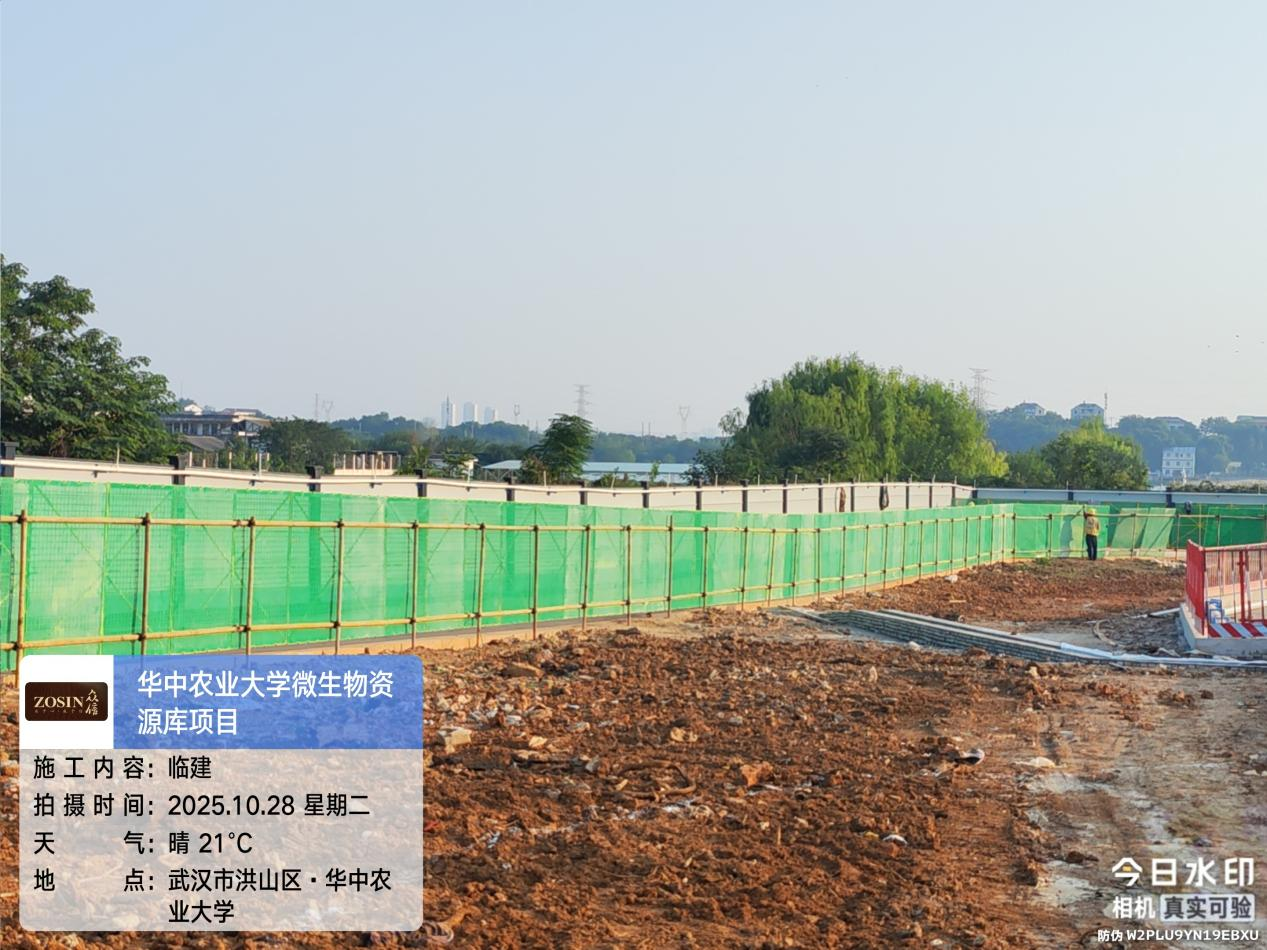 ZOSIN
众信
华中农业大学微生物资
源库项目
施工内容：临建
拍摄时间：2025.10.28 星期二
天气：晴 21℃
地点：武汉市洪山区·华中农
业大学
今日水印
相机 真实可验
防伪 W2PLU9YN19EBXU